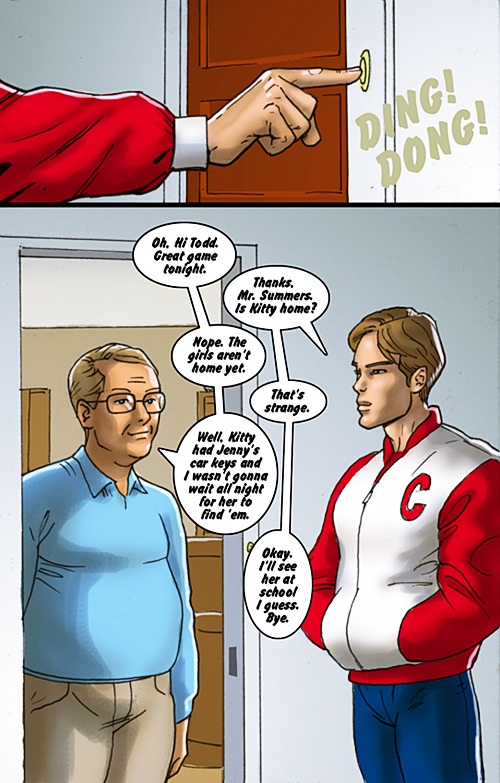 DING!
DONG!
Oh, Hi Todd.
Great game
tonight.
Thanks,
Mr. Summers.
Is Kitty home?
Nope. The
girls aren't
home yet.
That's
strange.
Well, Kitty
had Jenny's
car keys and
I wasn't gonna
wait all night
for her to
find 'em.
Okay.
I'll see
her at
school
I guess.
Bye.
C